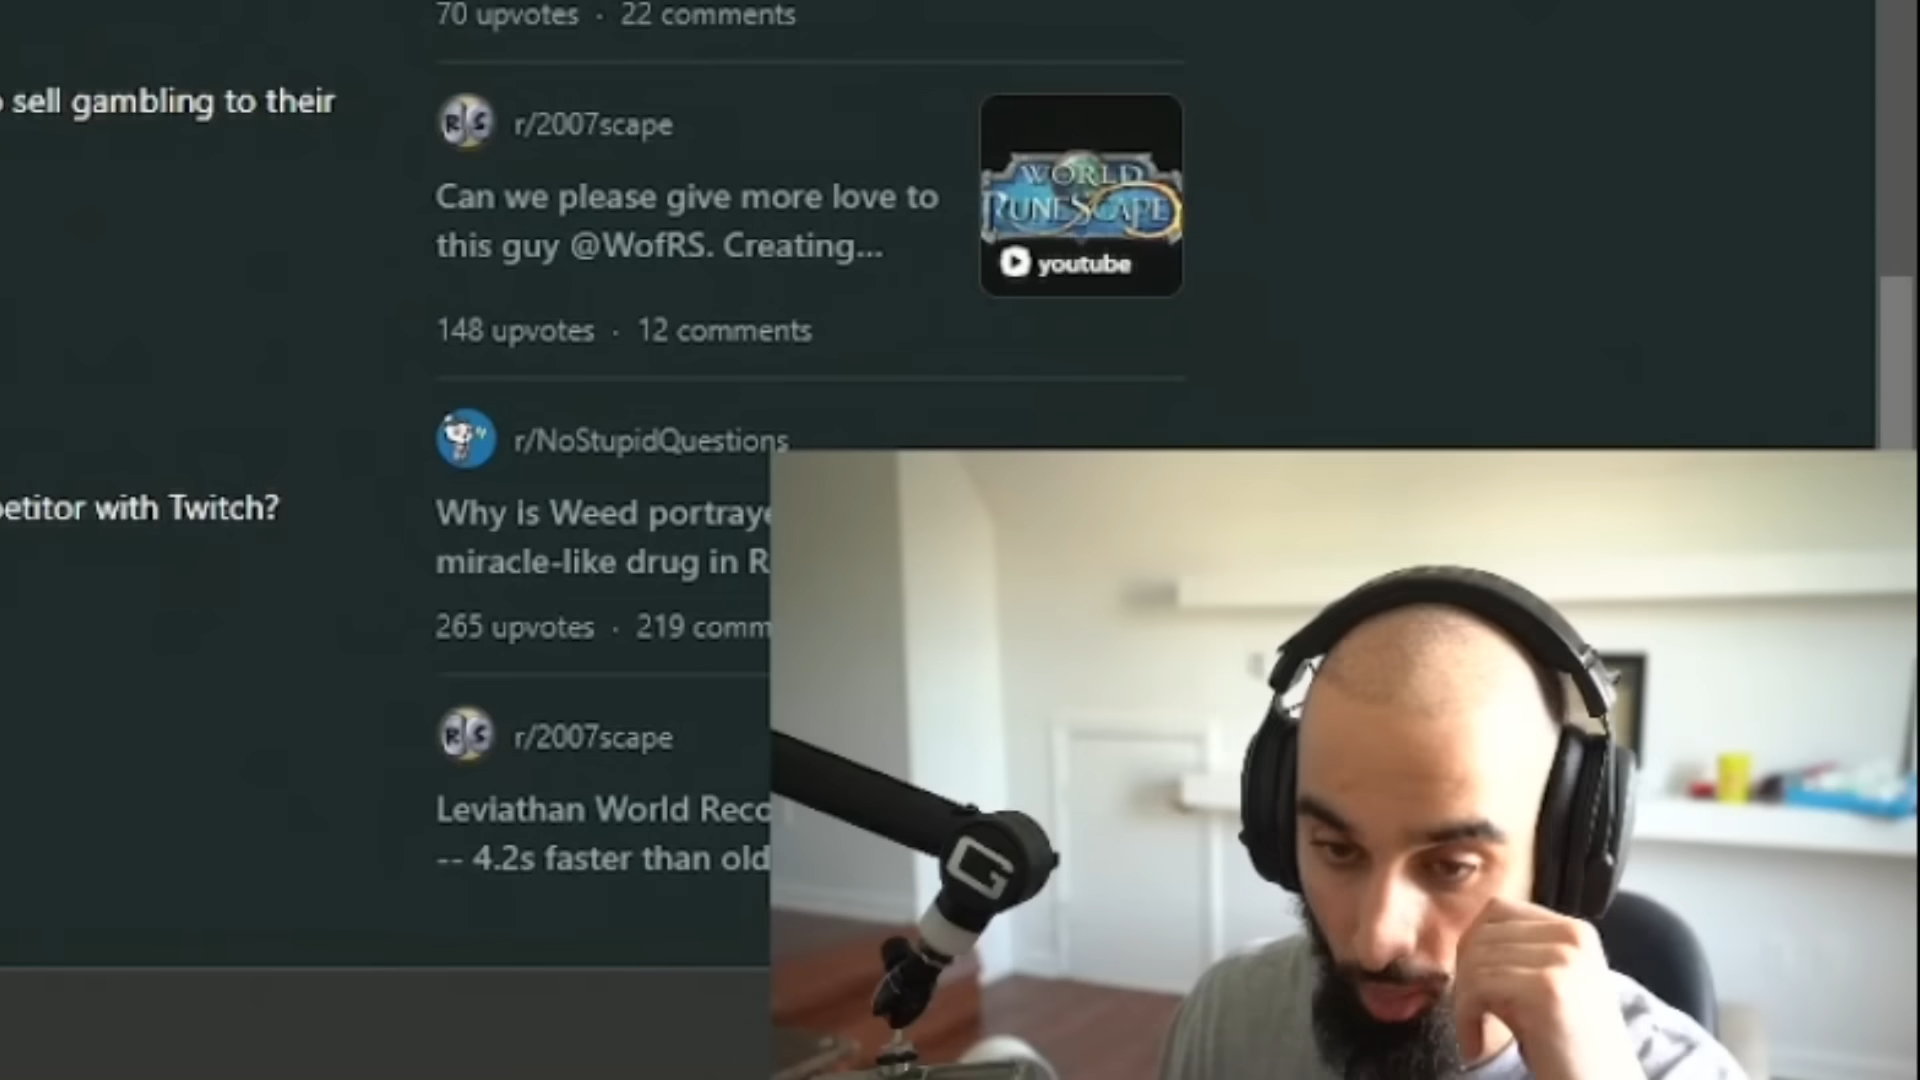 70 upvotes · 22 comments
sell gambling to their
r/2007scape
Can we please give more love to
this guy @WofRS. Creating...
WORLD
RUNESCAPE
youtube
148 upvotes · 12 comments
r/NoStupidQuestions
etitor with Twitch?
Why is Weed portraye
miracle-like drug in R
265 upvotes · 219 comm
r/2007scape
Leviathan World Reco
-- 4.2s faster than old
G